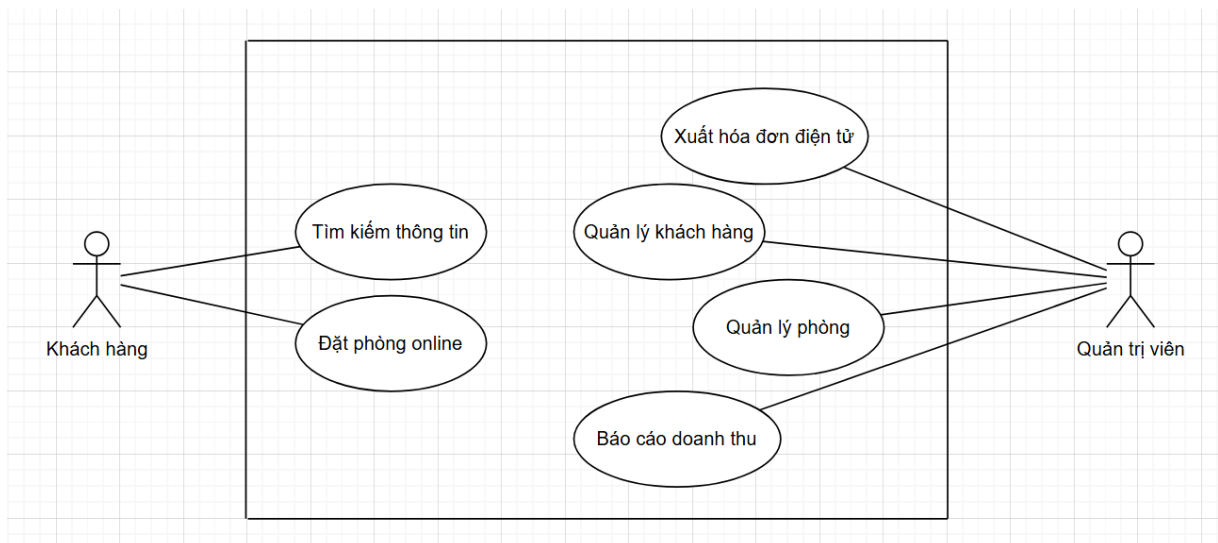 Xuất hóa đơn điện tử
Tìm kiếm thông tin
Quản lý khách hàng
Quản lý phòng
Đặt phòng online
Khách hàng
Quản trị viên
Báo cáo doanh thu